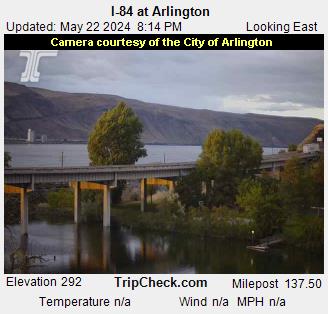 I-84 at Arlington
Updated: May 22 2024 8:14 PM Looking East
Camera courtesy of the City of Arlington
Elevation 292 TripCheck.com Milepost 137.50
Temperature n/a Wind n/a MPH n/a